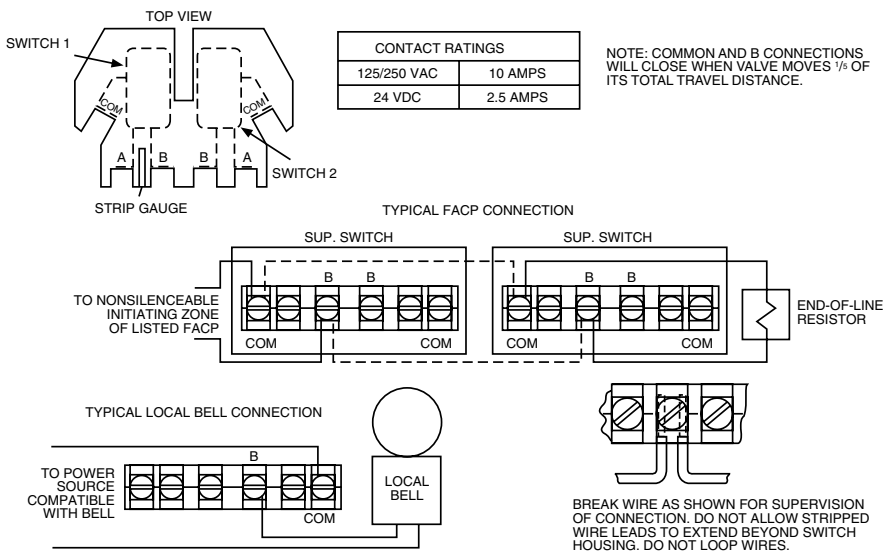 TOP VIEW
SWITCH 1
COM
COM
A B B A
SWITCH 2
STRIP GAUGE
CONTACT RATINGS
125/250 VAC 10 AMPS
24 VDC 2.5 AMPS
NOTE: COMMON AND B CONNECTIONS
WILL CLOSE WHEN VALVE MOVES 1/5 OF
ITS TOTAL TRAVEL DISTANCE.
TYPICAL FACP CONNECTION
SUP. SWITCH
B B
COM COM
SUP. SWITCH
B B
COM COM
TO NONSILENCEABLE
INITIATING ZONE
OF LISTED FACP
END-OF-LINE
RESISTOR
TYPICAL LOCAL BELL CONNECTION
B
COM
TO POWER
SOURCE
COMPATIBLE
WITH BELL
LOCAL
BELL
BREAK WIRE AS SHOWN FOR SUPERVISION
OF CONNECTION. DO NOT ALLOW STRIPPED
WIRE LEADS TO EXTEND BEYOND SWITCH
HOUSING. DO NOT LOOP WIRES.